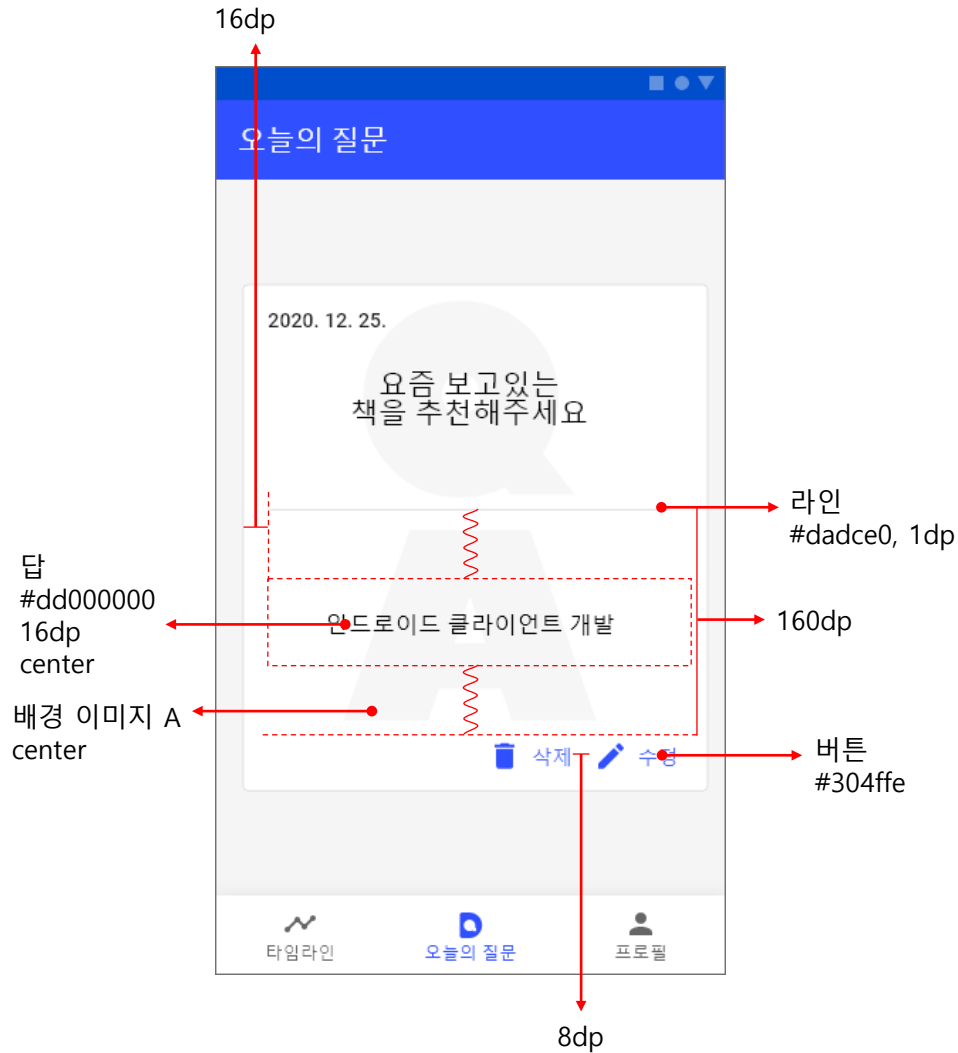 16dp
오늘의 질문
2020. 12. 25.
요즘 보고있는
책을 추천해주세요
라인
#dadce0, 1dp
답
#dd000000
16dp
center
안드로이드 클라이언트 개발
160dp
배경 이미지 A
center
삭제
수정
버튼
#304ffe
타임라인
오늘의 질문
프로필
8dp